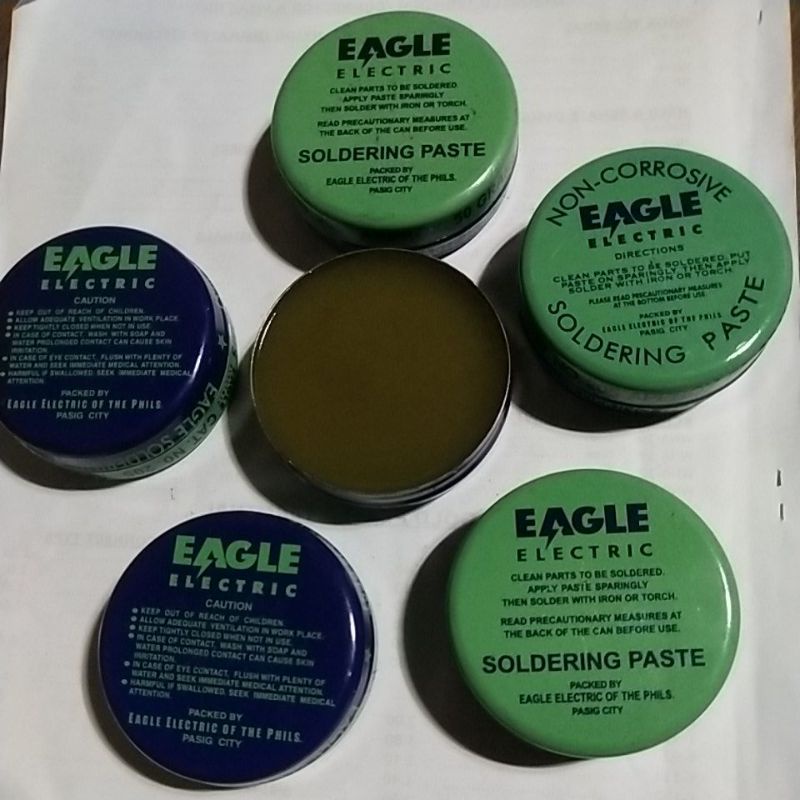 EAGLE
ELECTRIC
CLEAN PARTS TO BE SOLDERED.
APPLY PASTE SPARINGLY
THEN SOLDER WITH IRON OR TORCH.
READ PRECAUTIONARY MEASURES AT
THE BACK OF THE CAN BEFORE USE.
SOLDERING PASTE
PACKED BY
EAGLE ELECTRIC OF THE PHILS.
PASIG CITY
50 GR
NON-CORROSIVE
EAGLE
ELECTRIC
DIRECTIONS
CLEAN PARTS TO BE SOLDERED. PUT
PASTE ON SPARINGLY THEN APPLY
SOLDER WITH IRON OR TORCH.
PLEASE READ PRECAUTIONARY MEASURES
AT THE BOTTOM BEFORE USE.
PACKED BY
EAGLE ELECTRIC OF THE PHILS
PASIG CITY
SOLDERING PASTE
EAGLE
ELECTRIC
CAUTION
● KEEP OUT OF REACH OF CHILDREN.
● ALLOW ADEQUATE VENTILATION IN WORK PLACE.
● KEEP TIGHTLY CLOSED WHEN NOT IN USE.
● IN CASE OF CONTACT, WASH WITH SOAP AND
WATER PROLONGED CONTACT CAN CAUSE SKIN
IRRITATION.
● IN CASE OF EYE CONTACT, FLUSH WITH PLENTY OF
WATER AND SEEK IMMEDIATE MEDICAL ATTENTION.
● HARMFUL IF SWALLOWED. SEEK IMMEDIATE MEDICAL
ATTENTION.
PACKED BY
EAGLE ELECTRIC OF THE PHILS.
PASIG CITY
CAT. NO. 205
EAGLE SOLDERI
EAGLE
ELECTRIC
CAUTION
● KEEP OUT OF REACH OF CHILDREN.
● ALLOW ADEQUATE VENTILATION IN WORK PLACE.
● KEEP TIGHTLY CLOSED WHEN NOT IN USE.
● IN CASE OF CONTACT, WASH WITH SOAP AND
WATER PROLONGED CONTACT CAN CAUSE SKIN
IRRITATION.
● IN CASE OF EYE CONTACT, FLUSH WITH PLENTY OF
WATER AND SEEK IMMEDIATE MEDICAL ATTENTION.
● HARMFUL IF SWALLOWED. SEEK IMMEDIATE MEDICAL
ATTENTION.
PACKED BY
EAGLE ELECTRIC OF THE PHILS.
PASIG CITY
EAGLE
ELECTRIC
CLEAN PARTS TO BE SOLDERED.
APPLY PASTE SPARINGLY
THEN SOLDER WITH IRON OR TORCH.
READ PRECAUTIONARY MEASURES AT
THE BACK OF THE CAN BEFORE USE.
SOLDERING PASTE
PACKED BY
EAGLE ELECTRIC OF THE PHILS.
PASIG CITY